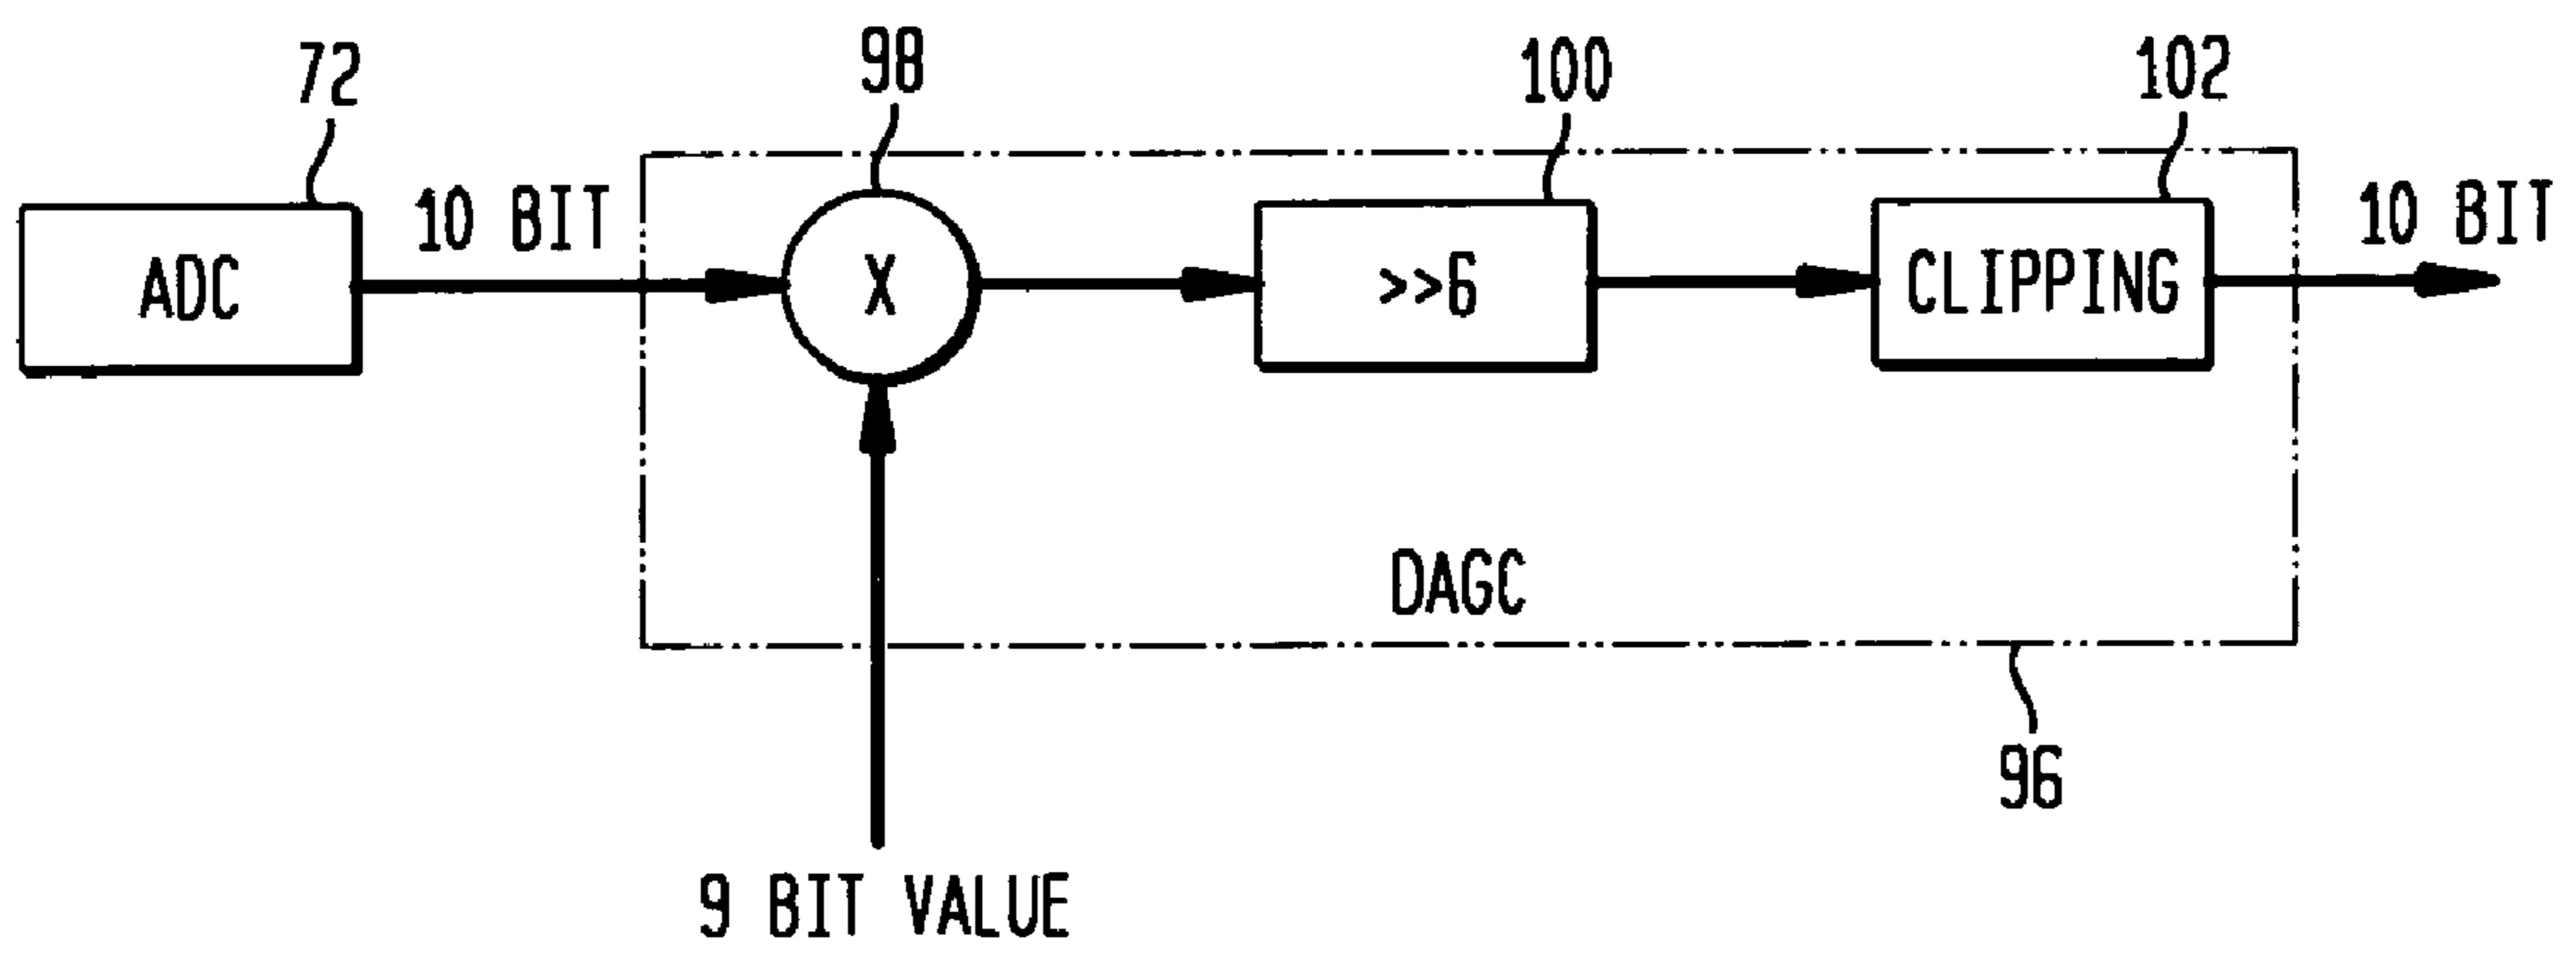 72
98
100
102
10 BIT
10 BIT
ADC
X
>>6
CLIPPING
DAGC
96
9 BIT VALUE